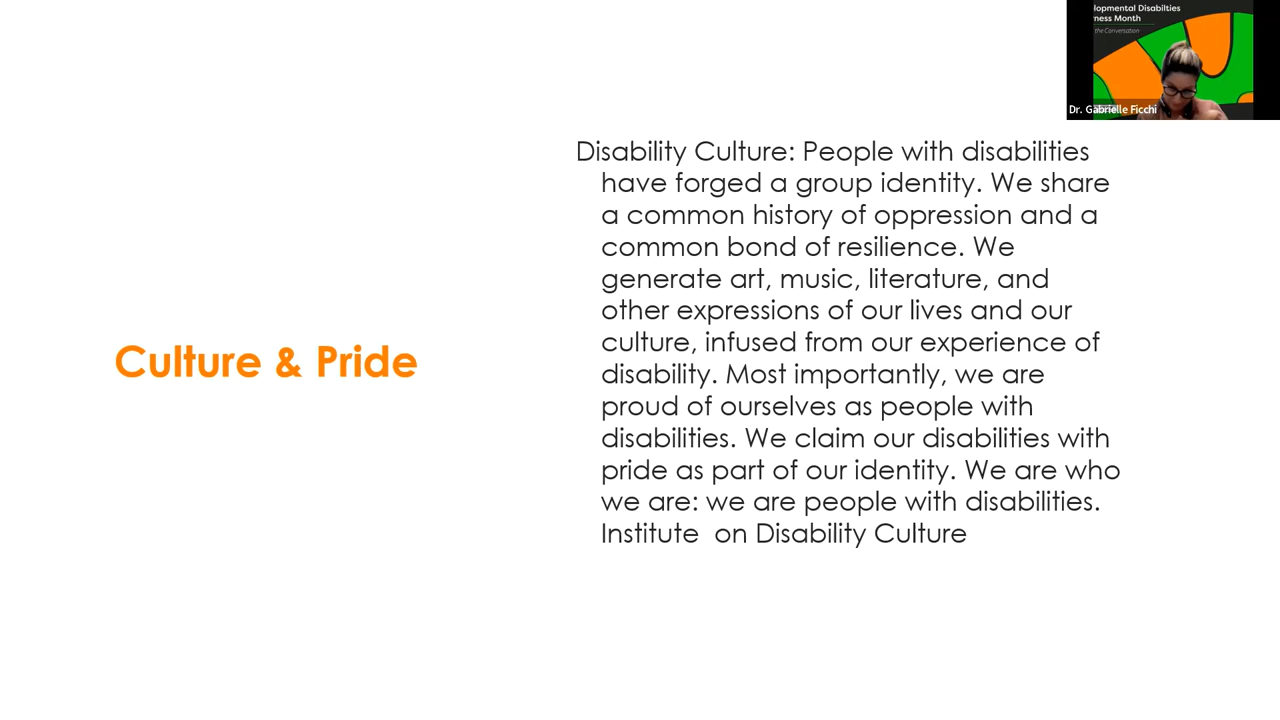 lopmental Disabilties
ness Month
the Conversation
Dr. Gabrielle Ficchi
Disability Culture: People with disabilities
have forged a group identity. We share
a common history of oppression and a
common bond of resilience. We
generate art, music, literature, and
other expressions of our lives and our
culture, infused from our experience of
disability. Most importantly, we are
proud of ourselves as people with
disabilities. We claim our disabilities with
pride as part of our identity. We are who
we are: we are people with disabilities.
Institute  on Disability Culture
Culture & Pride